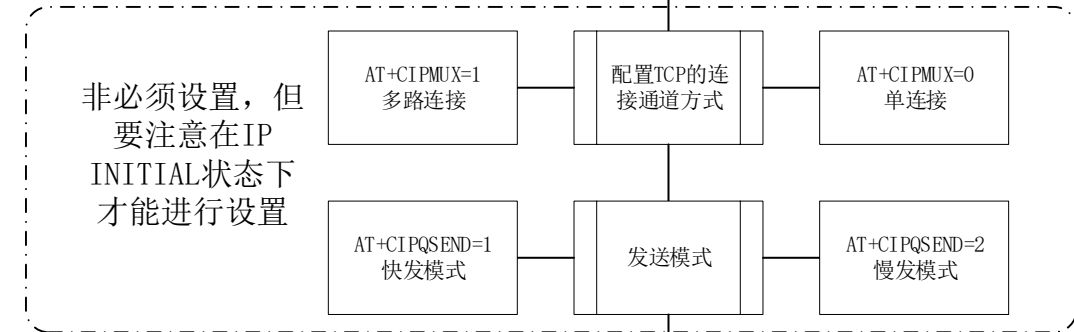 非必须设置，但
要注意在IP
INITIAL状态下
才能进行设置
AT+CIPMUX=1
多路连接
配置TCP的连
接通道方式
AT+CIPMUX=0
单连接
AT+CIPQSEND=1
快发模式
发送模式
AT+CIPQSEND=2
慢发模式